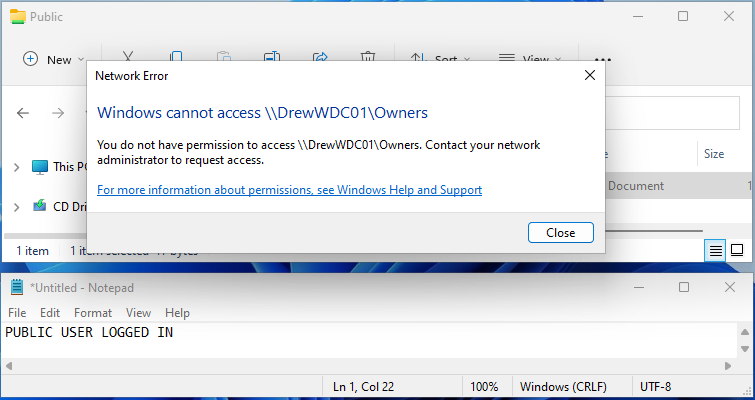 Public
New
Sort
View
Network Error
Windows cannot access \\DrewWDC01\Owners
You do not have permission to access \\DrewWDC01\Owners. Contact your network
administrator to request access.
For more information about permissions, see Windows Help and Support
Close
This PC
Size
CD Dri
Document
1 item
1 item selected
bytes
*Untitled - Notepad
File Edit Format View Help
PUBLIC USER LOGGED IN
Ln 1, Col 22 100% Windows (CRLF) UTF-8